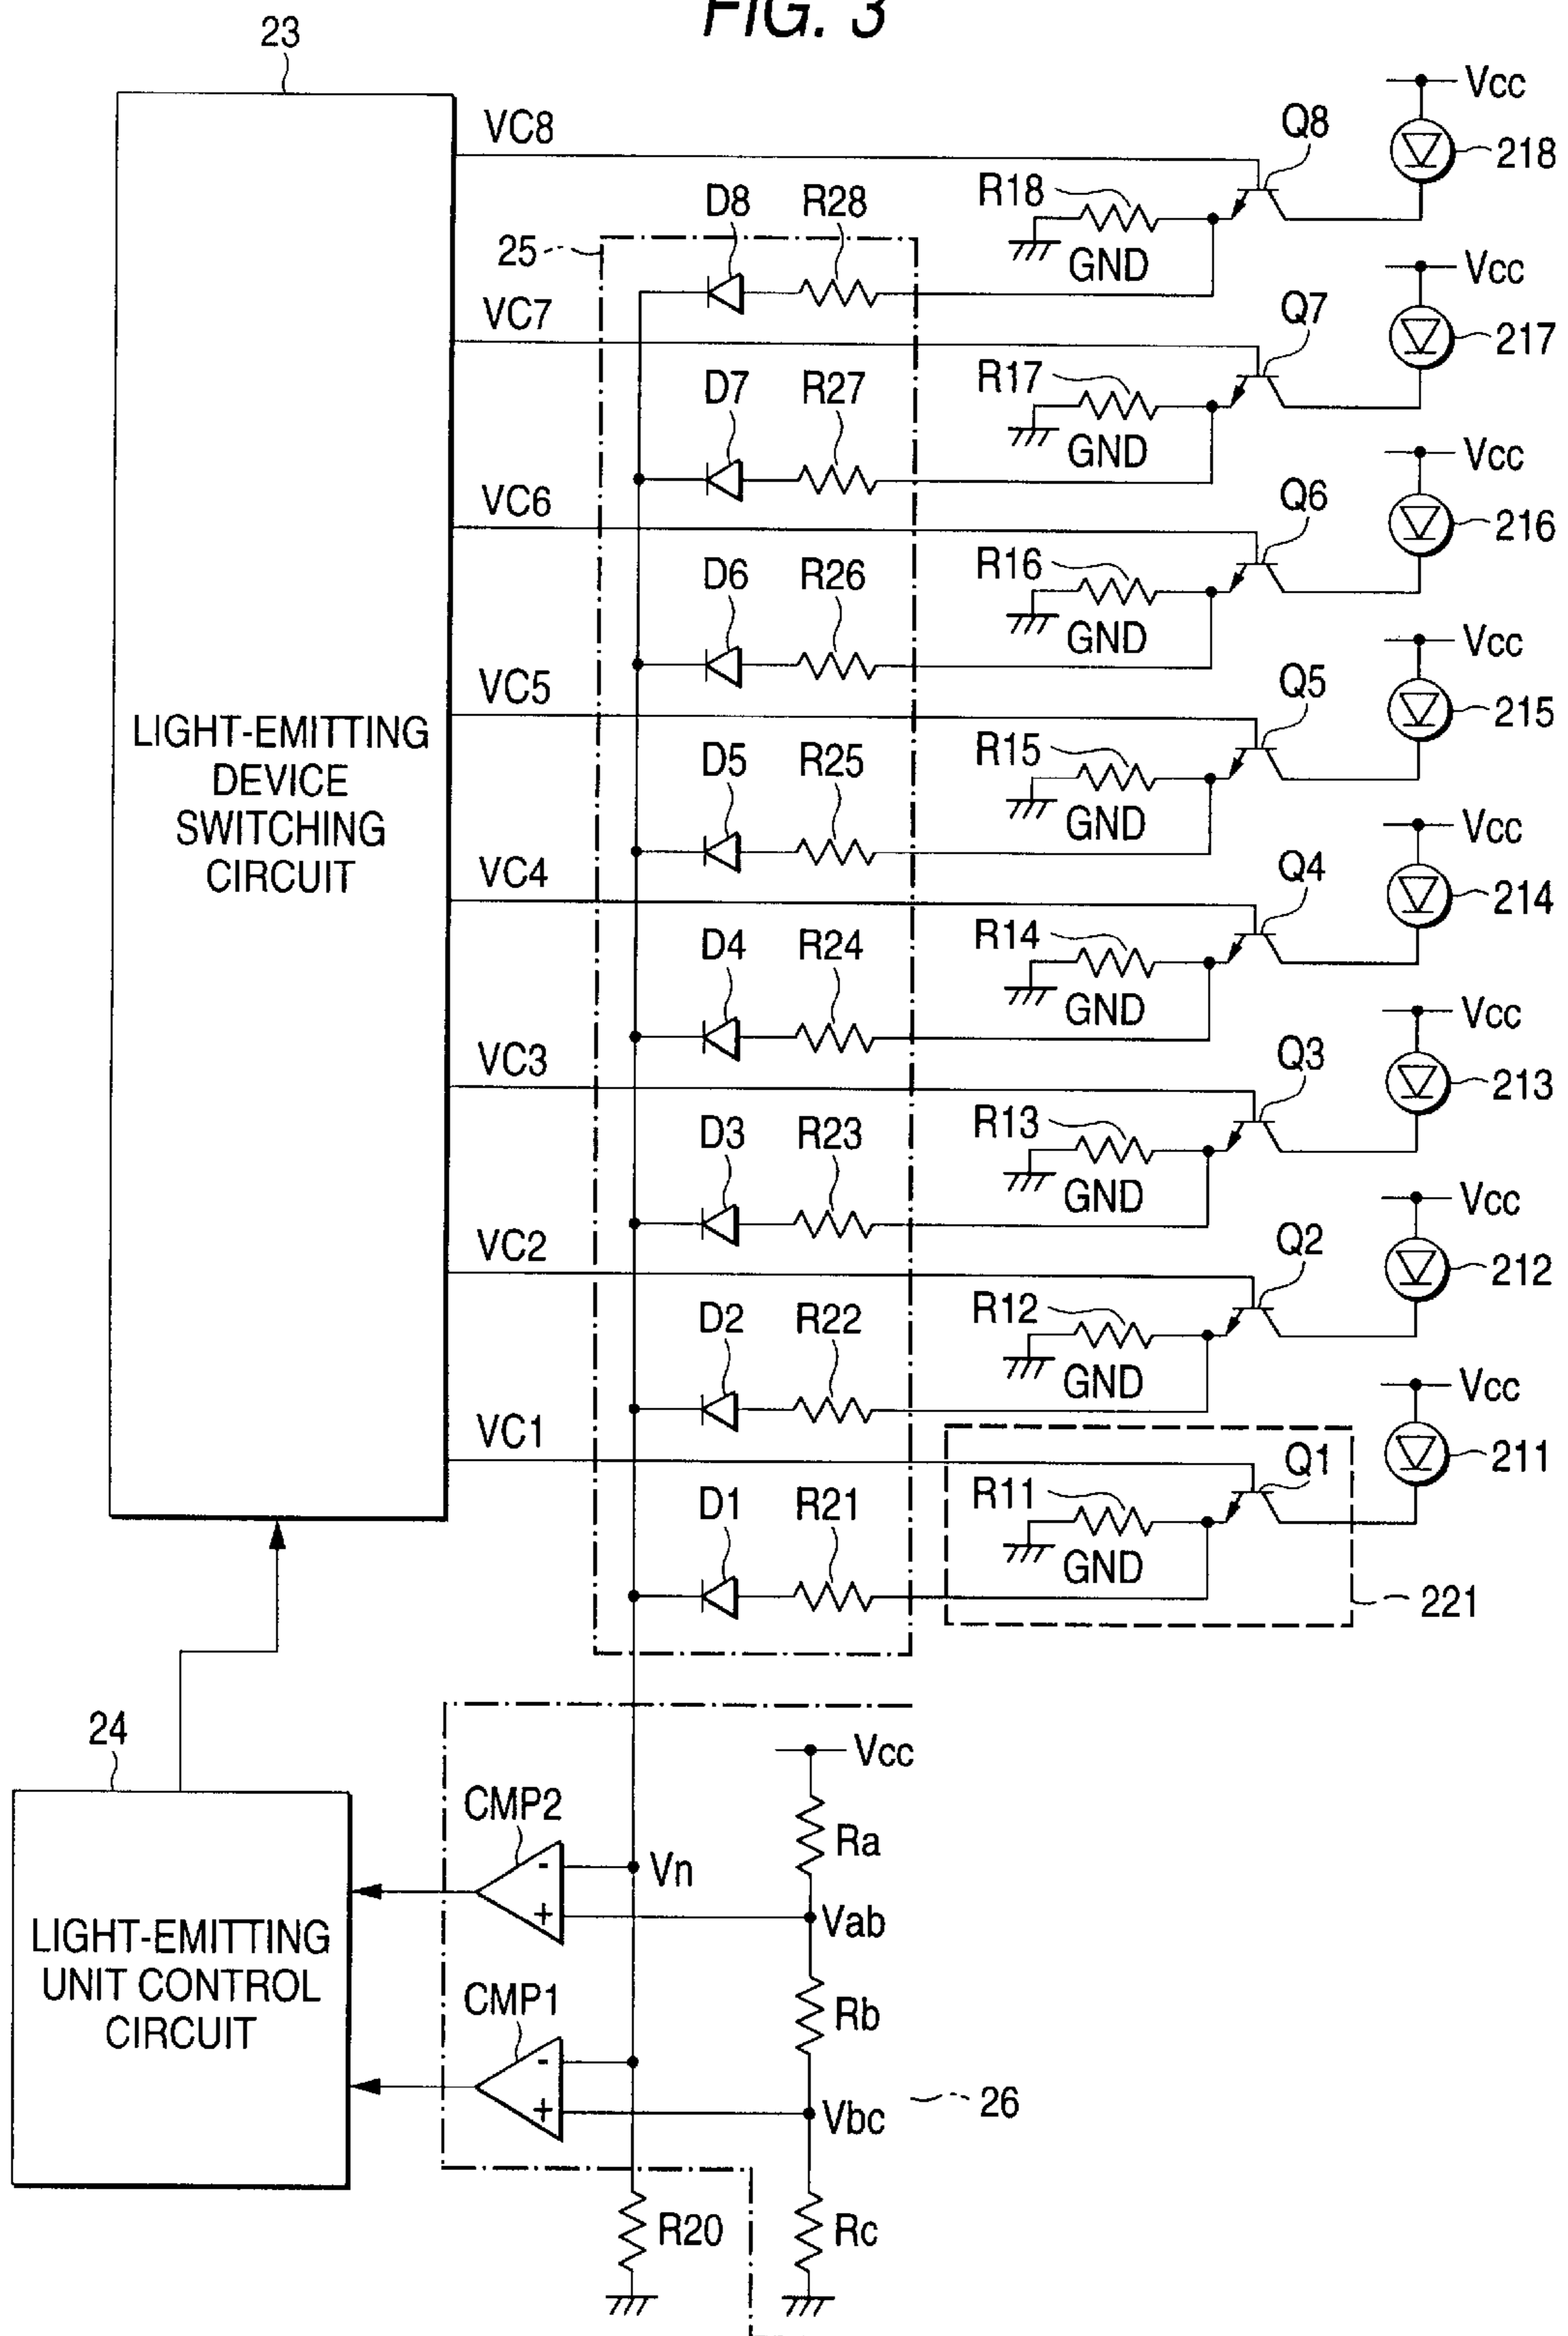 FIG. 3
23
Vcc
VC8
Q8
218
R18
D8 R28
25
GND
Vcc
VC7
Q7
217
R17
D7 R27
GND
Vcc
VC6
Q6
216
R16
D6 R26
GND
Vcc
VC5
Q5
215
LIGHT-EMITTING
DEVICE
SWITCHING
CIRCUIT
R15
D5 R25
GND
Vcc
VC4
Q4
214
R14
D4 R24
GND
Vcc
VC3
Q3
213
R13
D3 R23
GND
Vcc
VC2
Q2
212
R12
D2 R22
GND
Vcc
VC1
Q1
211
R11
D1 R21
GND
221
24
Vcc
CMP2
Ra
-
Vn
+
Vab
LIGHT-EMITTING
UNIT CONTROL
CIRCUIT
CMP1
Rb
-
+
Vbc
26
R20
Rc